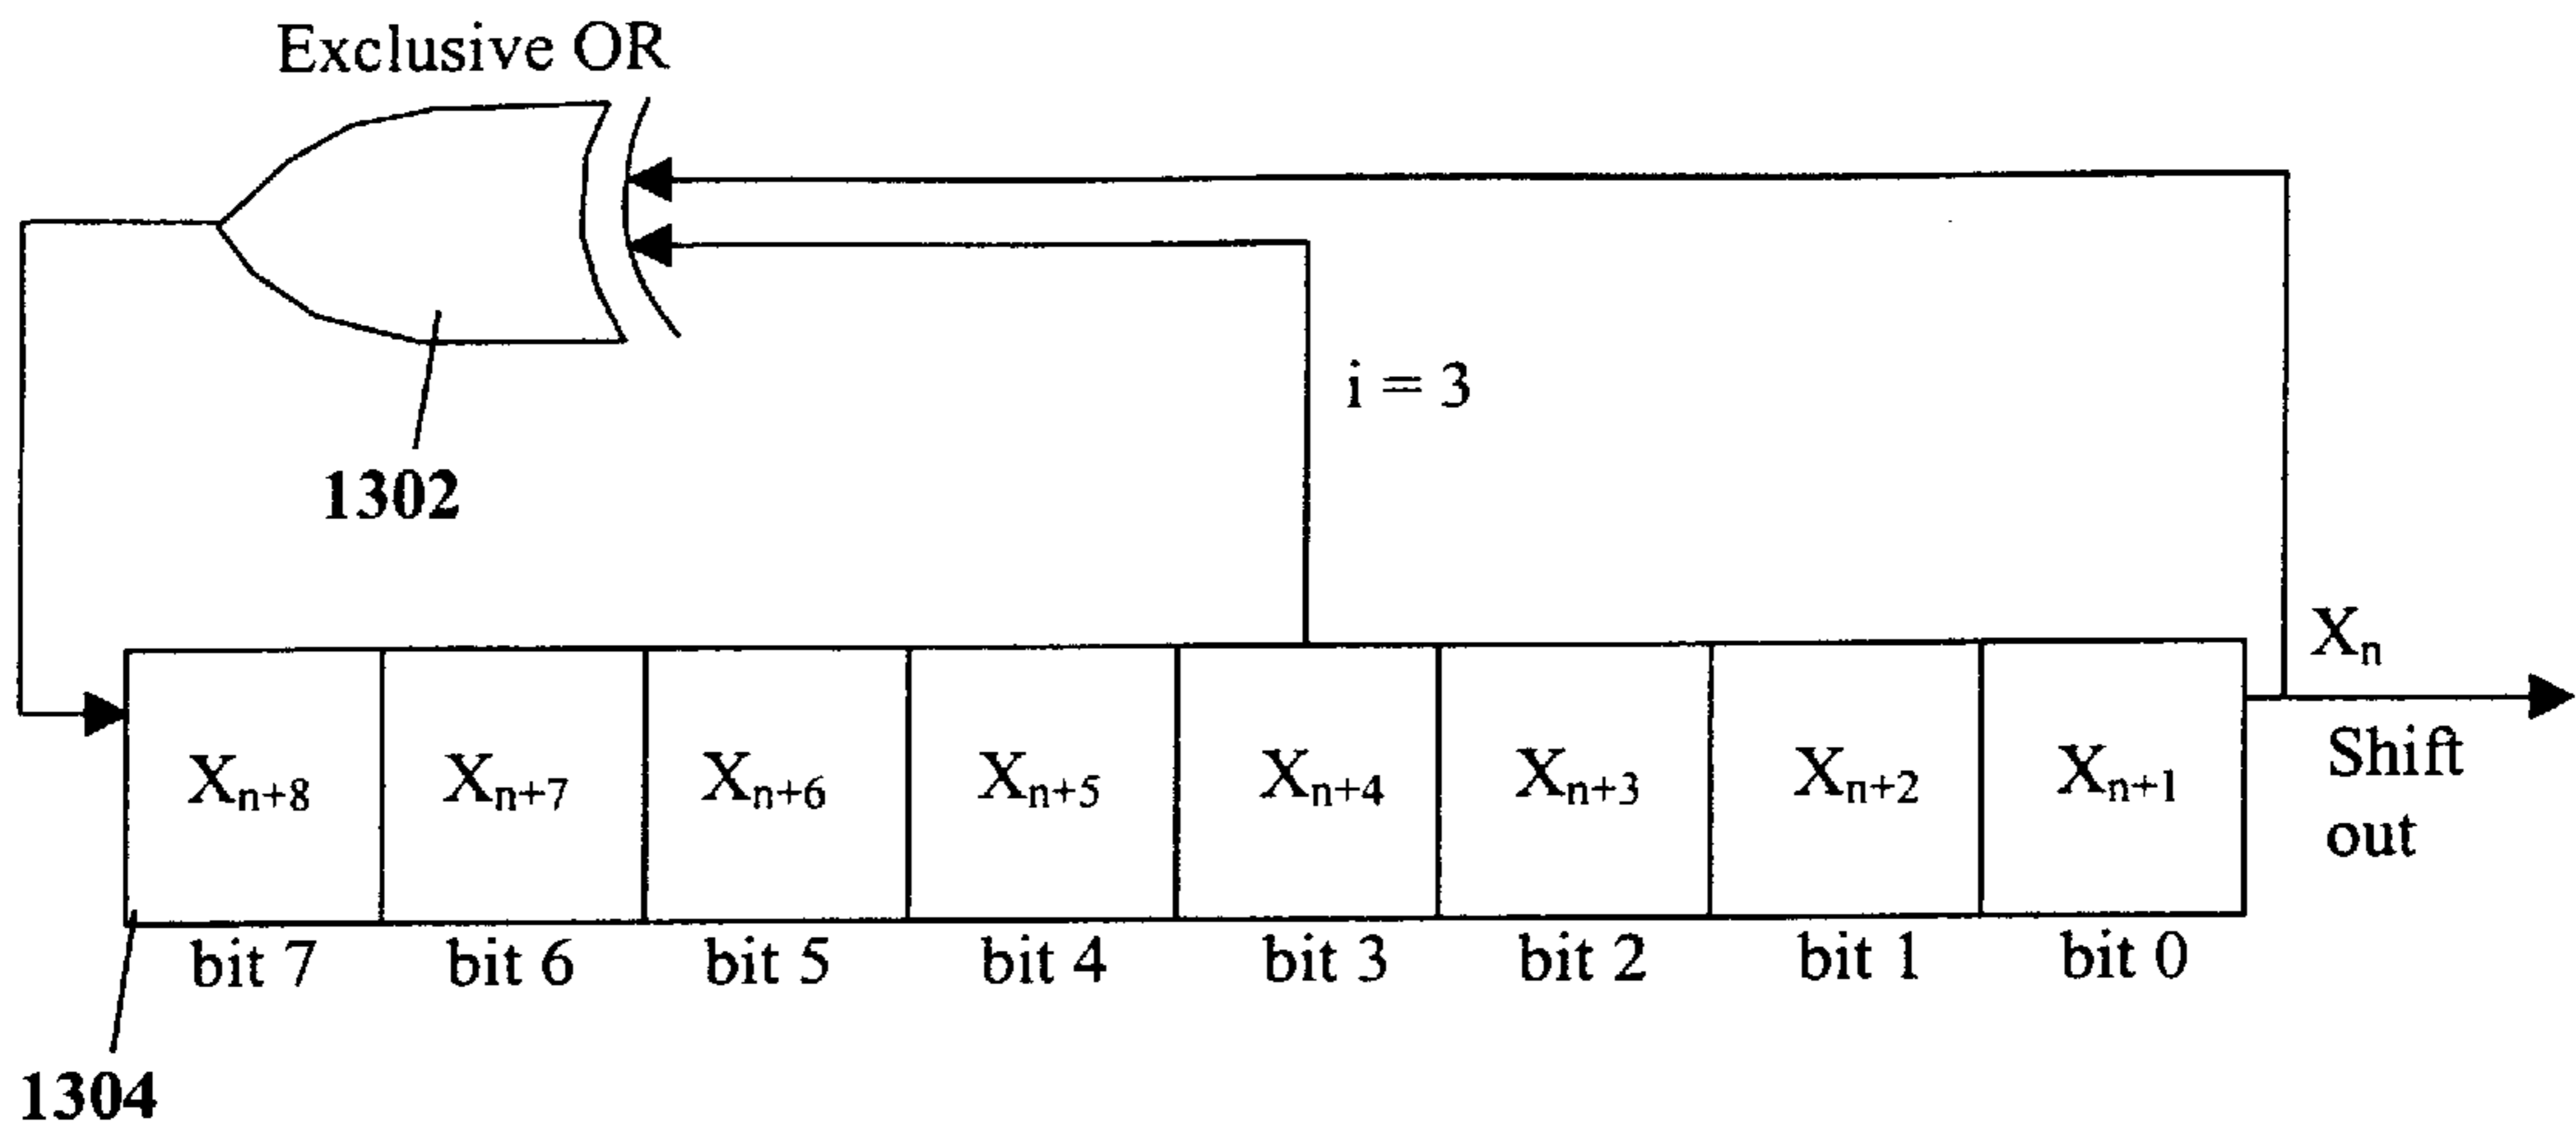 Exclusive OR
i = 3
1302
Xn
Shift
out
Xn+8 Xn+7 Xn+6 Xn+5 Xn+4 Xn+3 Xn+2 Xn+1
bit 7 bit 6 bit 5 bit 4 bit 3 bit 2 bit 1 bit 0
1304